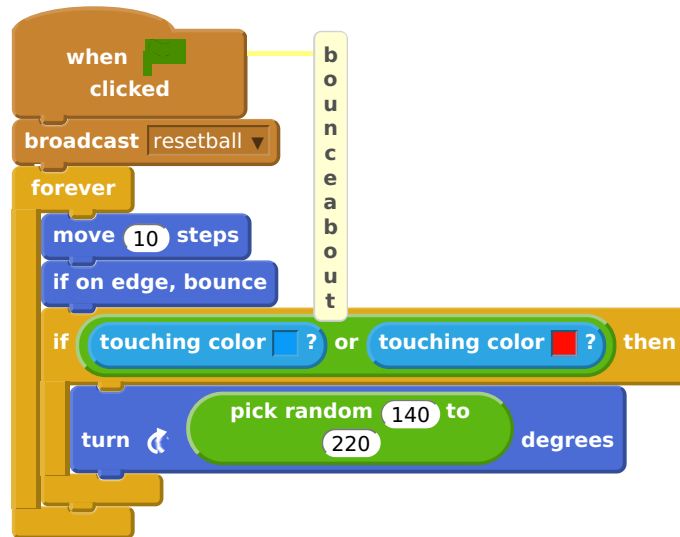 when
clicked
broadcast resetball ▼
forever
move 10 steps
if on edge, bounce
if touching color ? or touching color ? then
turn pick random 140 to
220 degrees
bounceabout